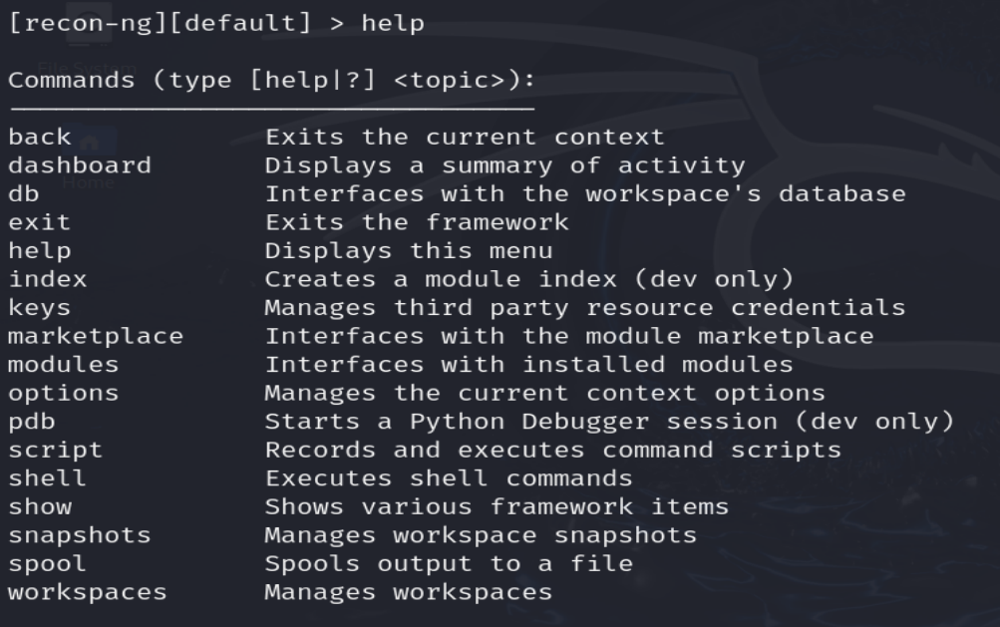 [recon-ng][default] > help
Commands (type [help|?] <topic>):
---------------------------------
back            Exits the current context
dashboard       Displays a summary of activity
db              Interfaces with the workspace's database
exit            Exits the framework
help            Displays this menu
index           Creates a module index (dev only)
keys            Manages third party resource credentials
marketplace     Interfaces with the module marketplace
modules         Interfaces with installed modules
options         Manages the current context options
pdb             Starts a Python Debugger session (dev only)
script          Records and executes command scripts
shell           Executes shell commands
show            Shows various framework items
snapshots       Manages workspace snapshots
spool           Spools output to a file
workspaces      Manages workspaces
File System
Home